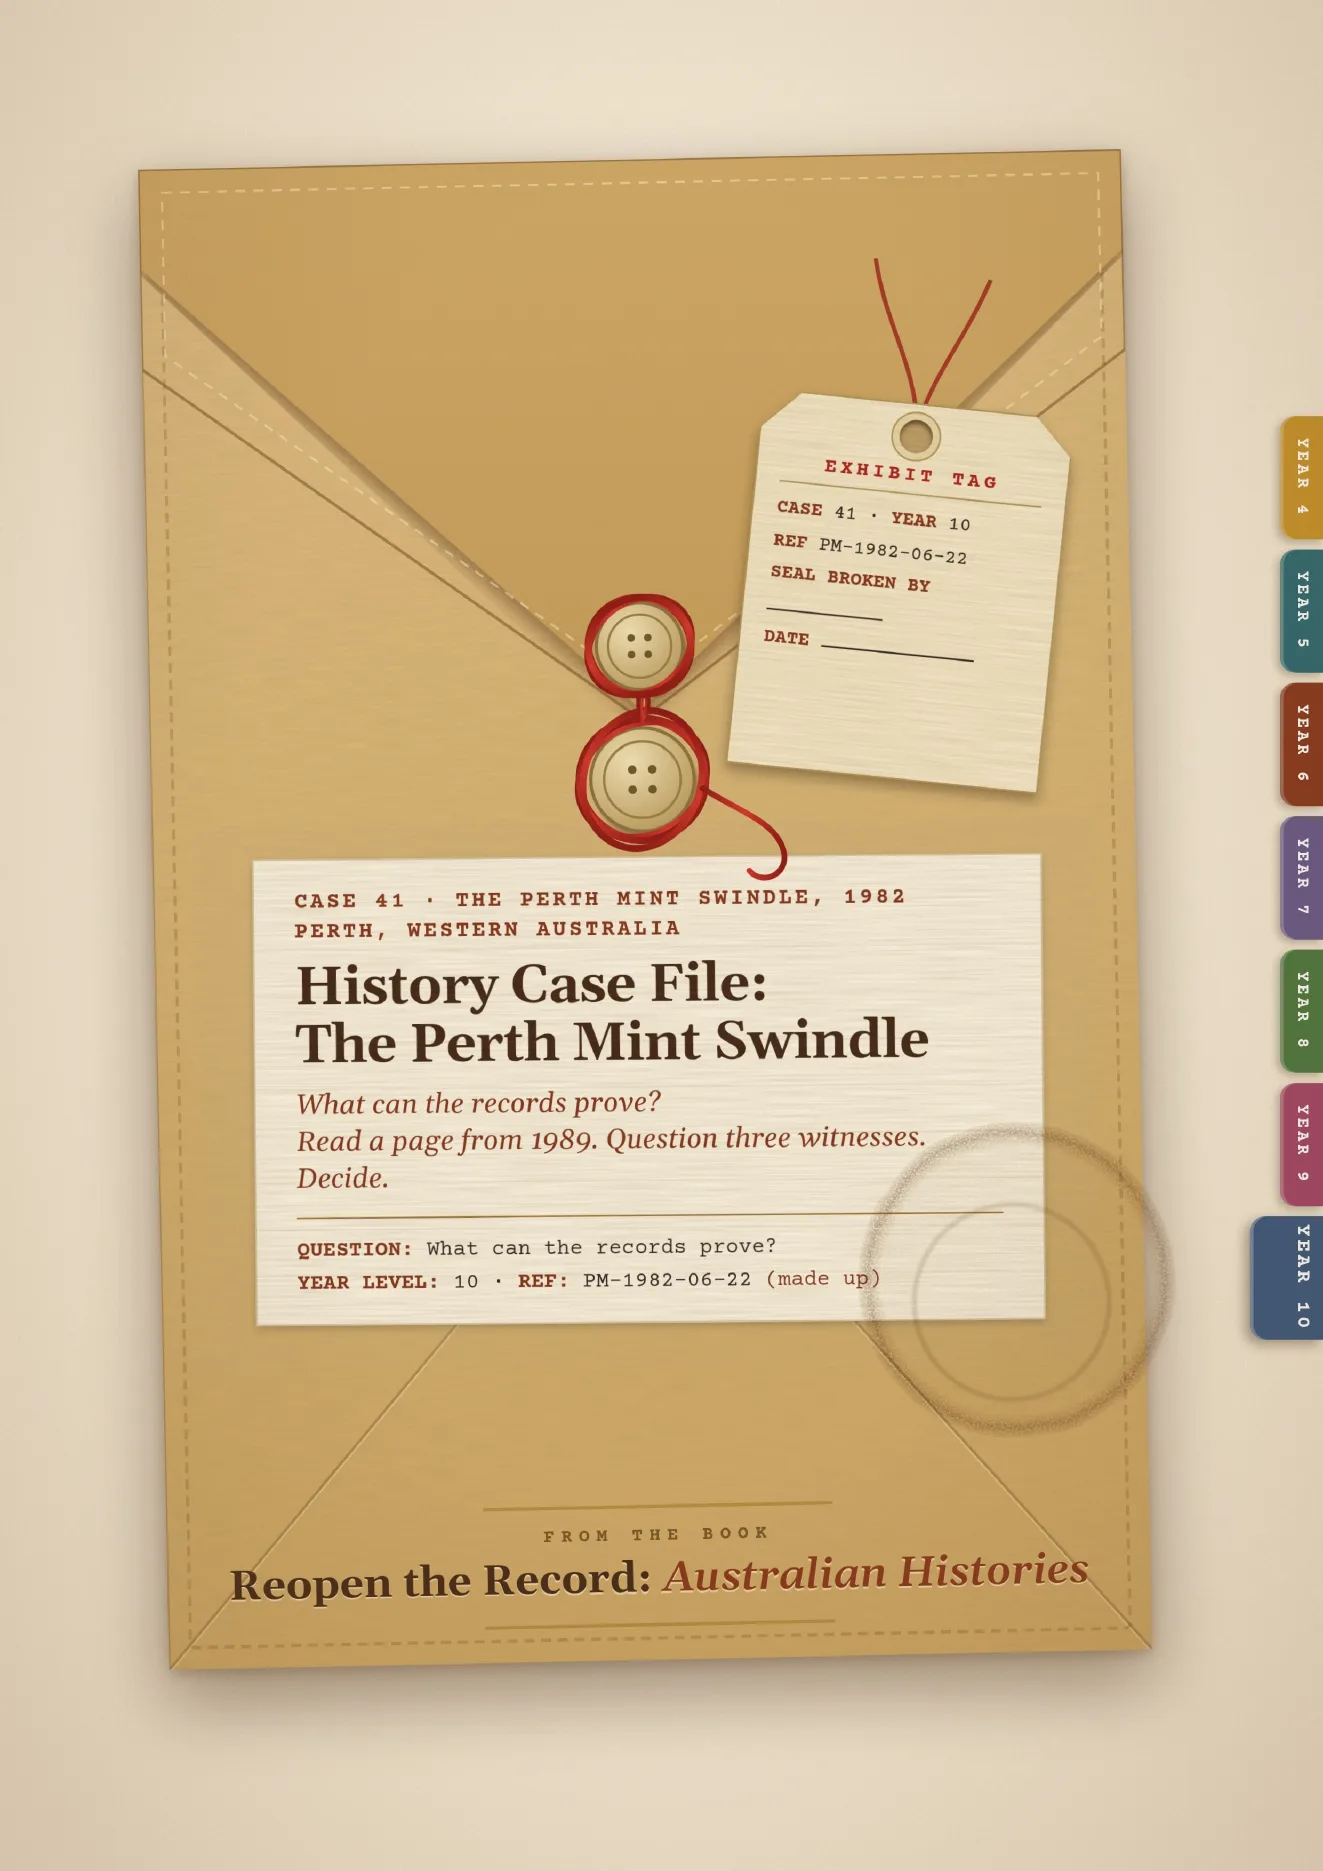 EXHIBIT TAG
CASE 41 · YEAR 10
REF PM-1982-06-22
SEAL BROKEN BY
DATE
CASE 41 · THE PERTH MINT SWINDLE, 1982
PERTH, WESTERN AUSTRALIA
History Case File:
The Perth Mint Swindle
What can the records prove?
Read a page from 1989. Question three witnesses.
Decide.
QUESTION: What can the records prove?
YEAR LEVEL: 10 · REF: PM-1982-06-22 (made up)
FROM THE BOOK
Reopen the Record: Australian Histories
YEAR 4
YEAR 5
YEAR 6
YEAR 7
YEAR 8
YEAR 9
YEAR 10